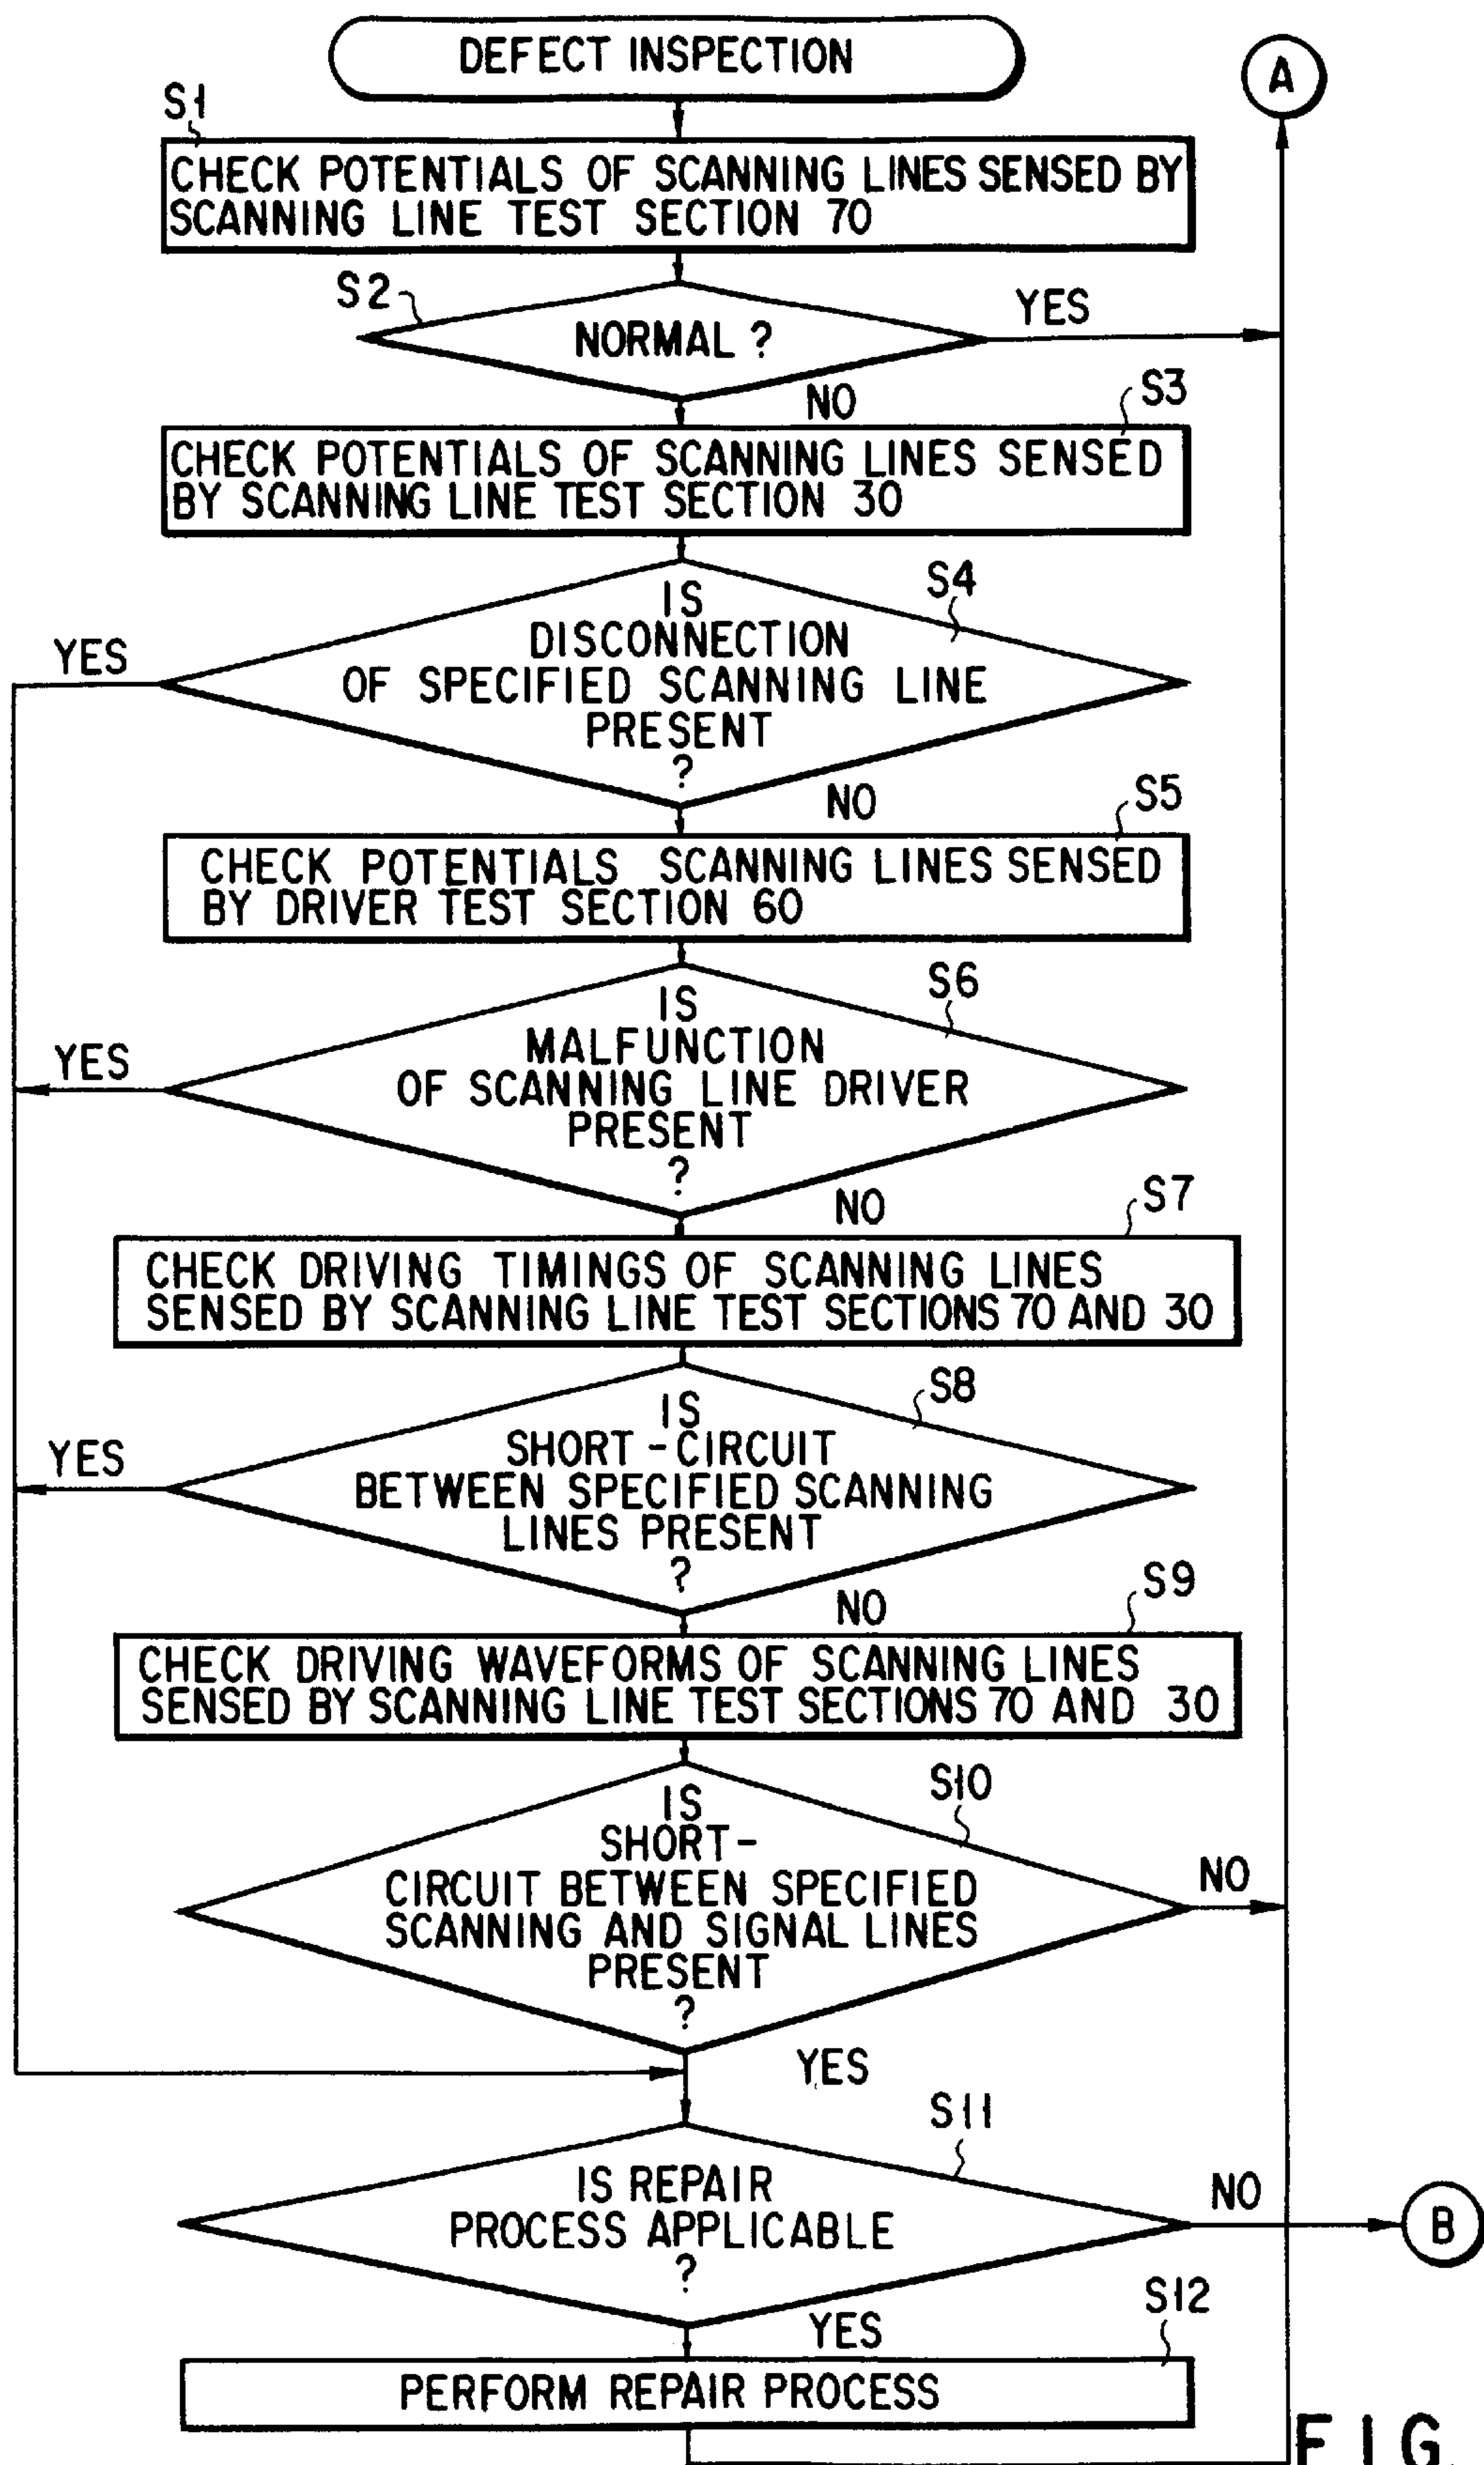 DEFECT INSPECTION
A
S1
CHECK POTENTIALS OF SCANNING LINES SENSED BY
SCANNING LINE TEST SECTION 70
S2
NORMAL ?
YES
NO
S3
CHECK POTENTIALS OF SCANNING LINES SENSED
BY SCANNING LINE TEST SECTION 30
S4
IS
DISCONNECTION
OF SPECIFIED SCANNING LINE
PRESENT
?
YES
NO
S5
CHECK POTENTIALS SCANNING LINES SENSED
BY DRIVER TEST SECTION 60
S6
IS
MALFUNCTION
OF SCANNING LINE DRIVER
PRESENT
?
YES
NO
S7
CHECK DRIVING TIMINGS OF SCANNING LINES
SENSED BY SCANNING LINE TEST SECTIONS 70 AND 30
S8
IS
SHORT-CIRCUIT
BETWEEN SPECIFIED SCANNING
LINES PRESENT
?
YES
NO
S9
CHECK DRIVING WAVEFORMS OF SCANNING LINES
SENSED BY SCANNING LINE TEST SECTIONS 70 AND 30
S10
IS
SHORT-
CIRCUIT BETWEEN SPECIFIED
SCANNING AND SIGNAL LINES
PRESENT
?
NO
YES
S11
IS REPAIR
PROCESS APPLICABLE
?
NO
B
YES
S12
PERFORM REPAIR PROCESS
FIG.